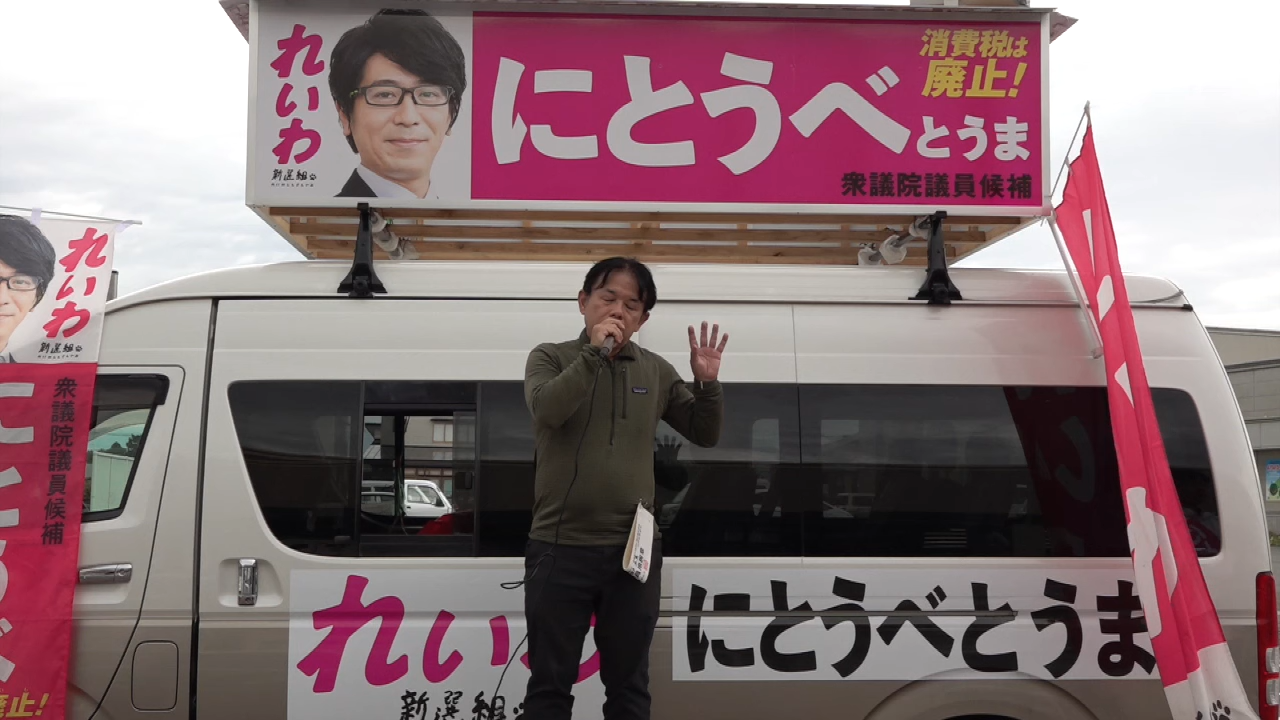 れいわ
新選組
にとうべ
とうま
消費税は
廃止!
衆議院議員候補
れいわ
新選組
衆議院議員候補
廃止!
れいわ
新選組
にとうべとうま